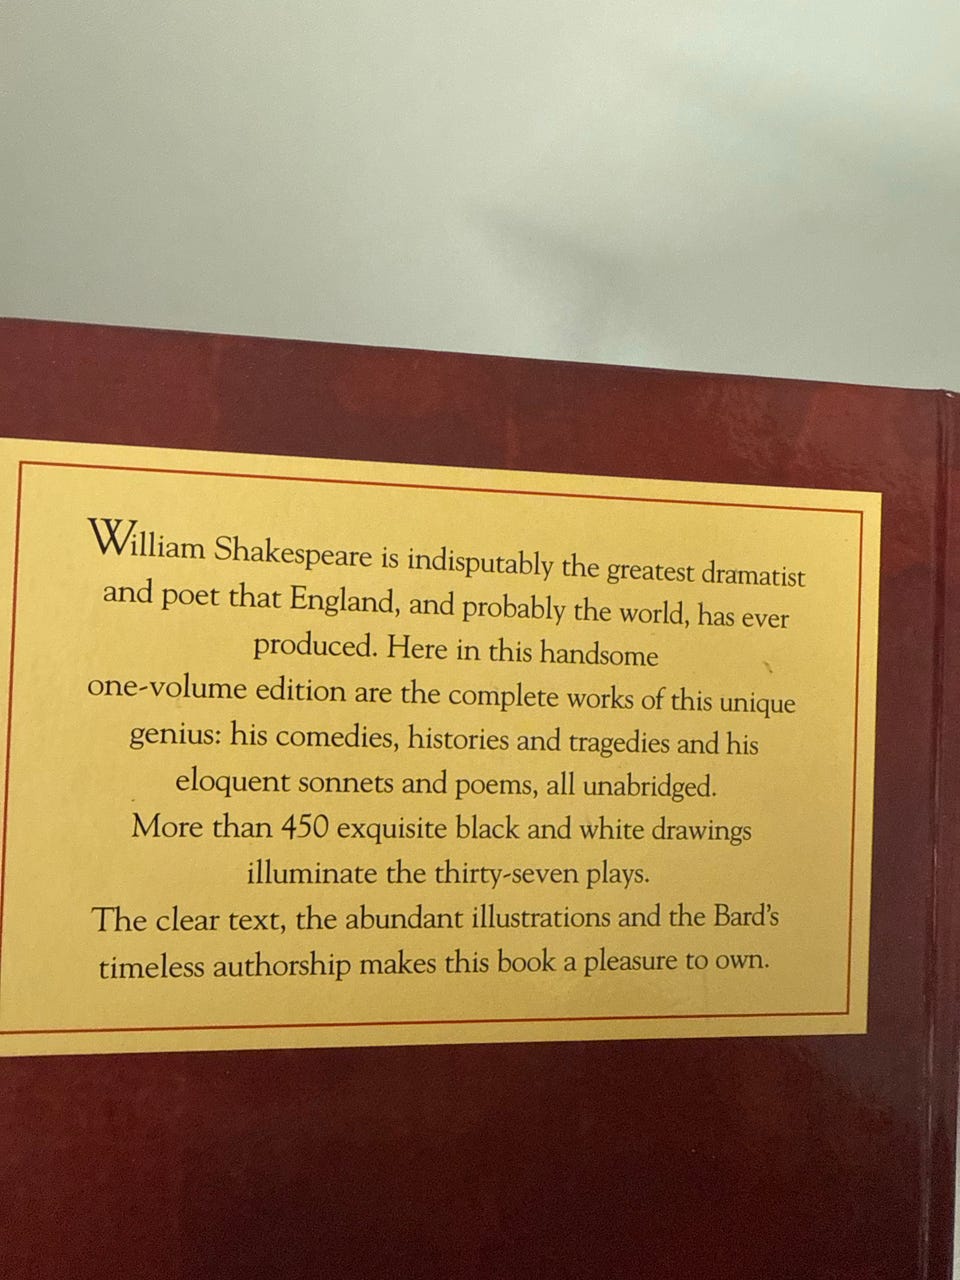 William Shakespeare is indisputably the greatest dramatist
and poet that England, and probably the world, has ever
produced. Here in this handsome
one-volume edition are the complete works of this unique
genius: his comedies, histories and tragedies and his
eloquent sonnets and poems, all unabridged.
More than 450 exquisite black and white drawings
illuminate the thirty-seven plays.
The clear text, the abundant illustrations and the Bard's
timeless authorship makes this book a pleasure to own.